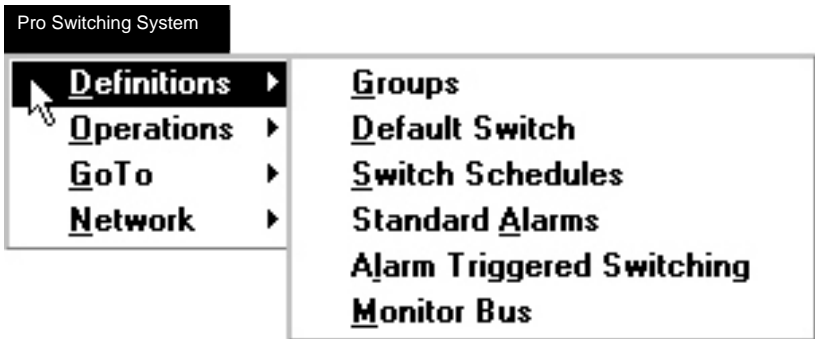 Pro Switching System
Definitions
Operations
GoTo
Network
Groups
Default Switch
Switch Schedules
Standard Alarms
Alarm Triggered Switching
Monitor Bus